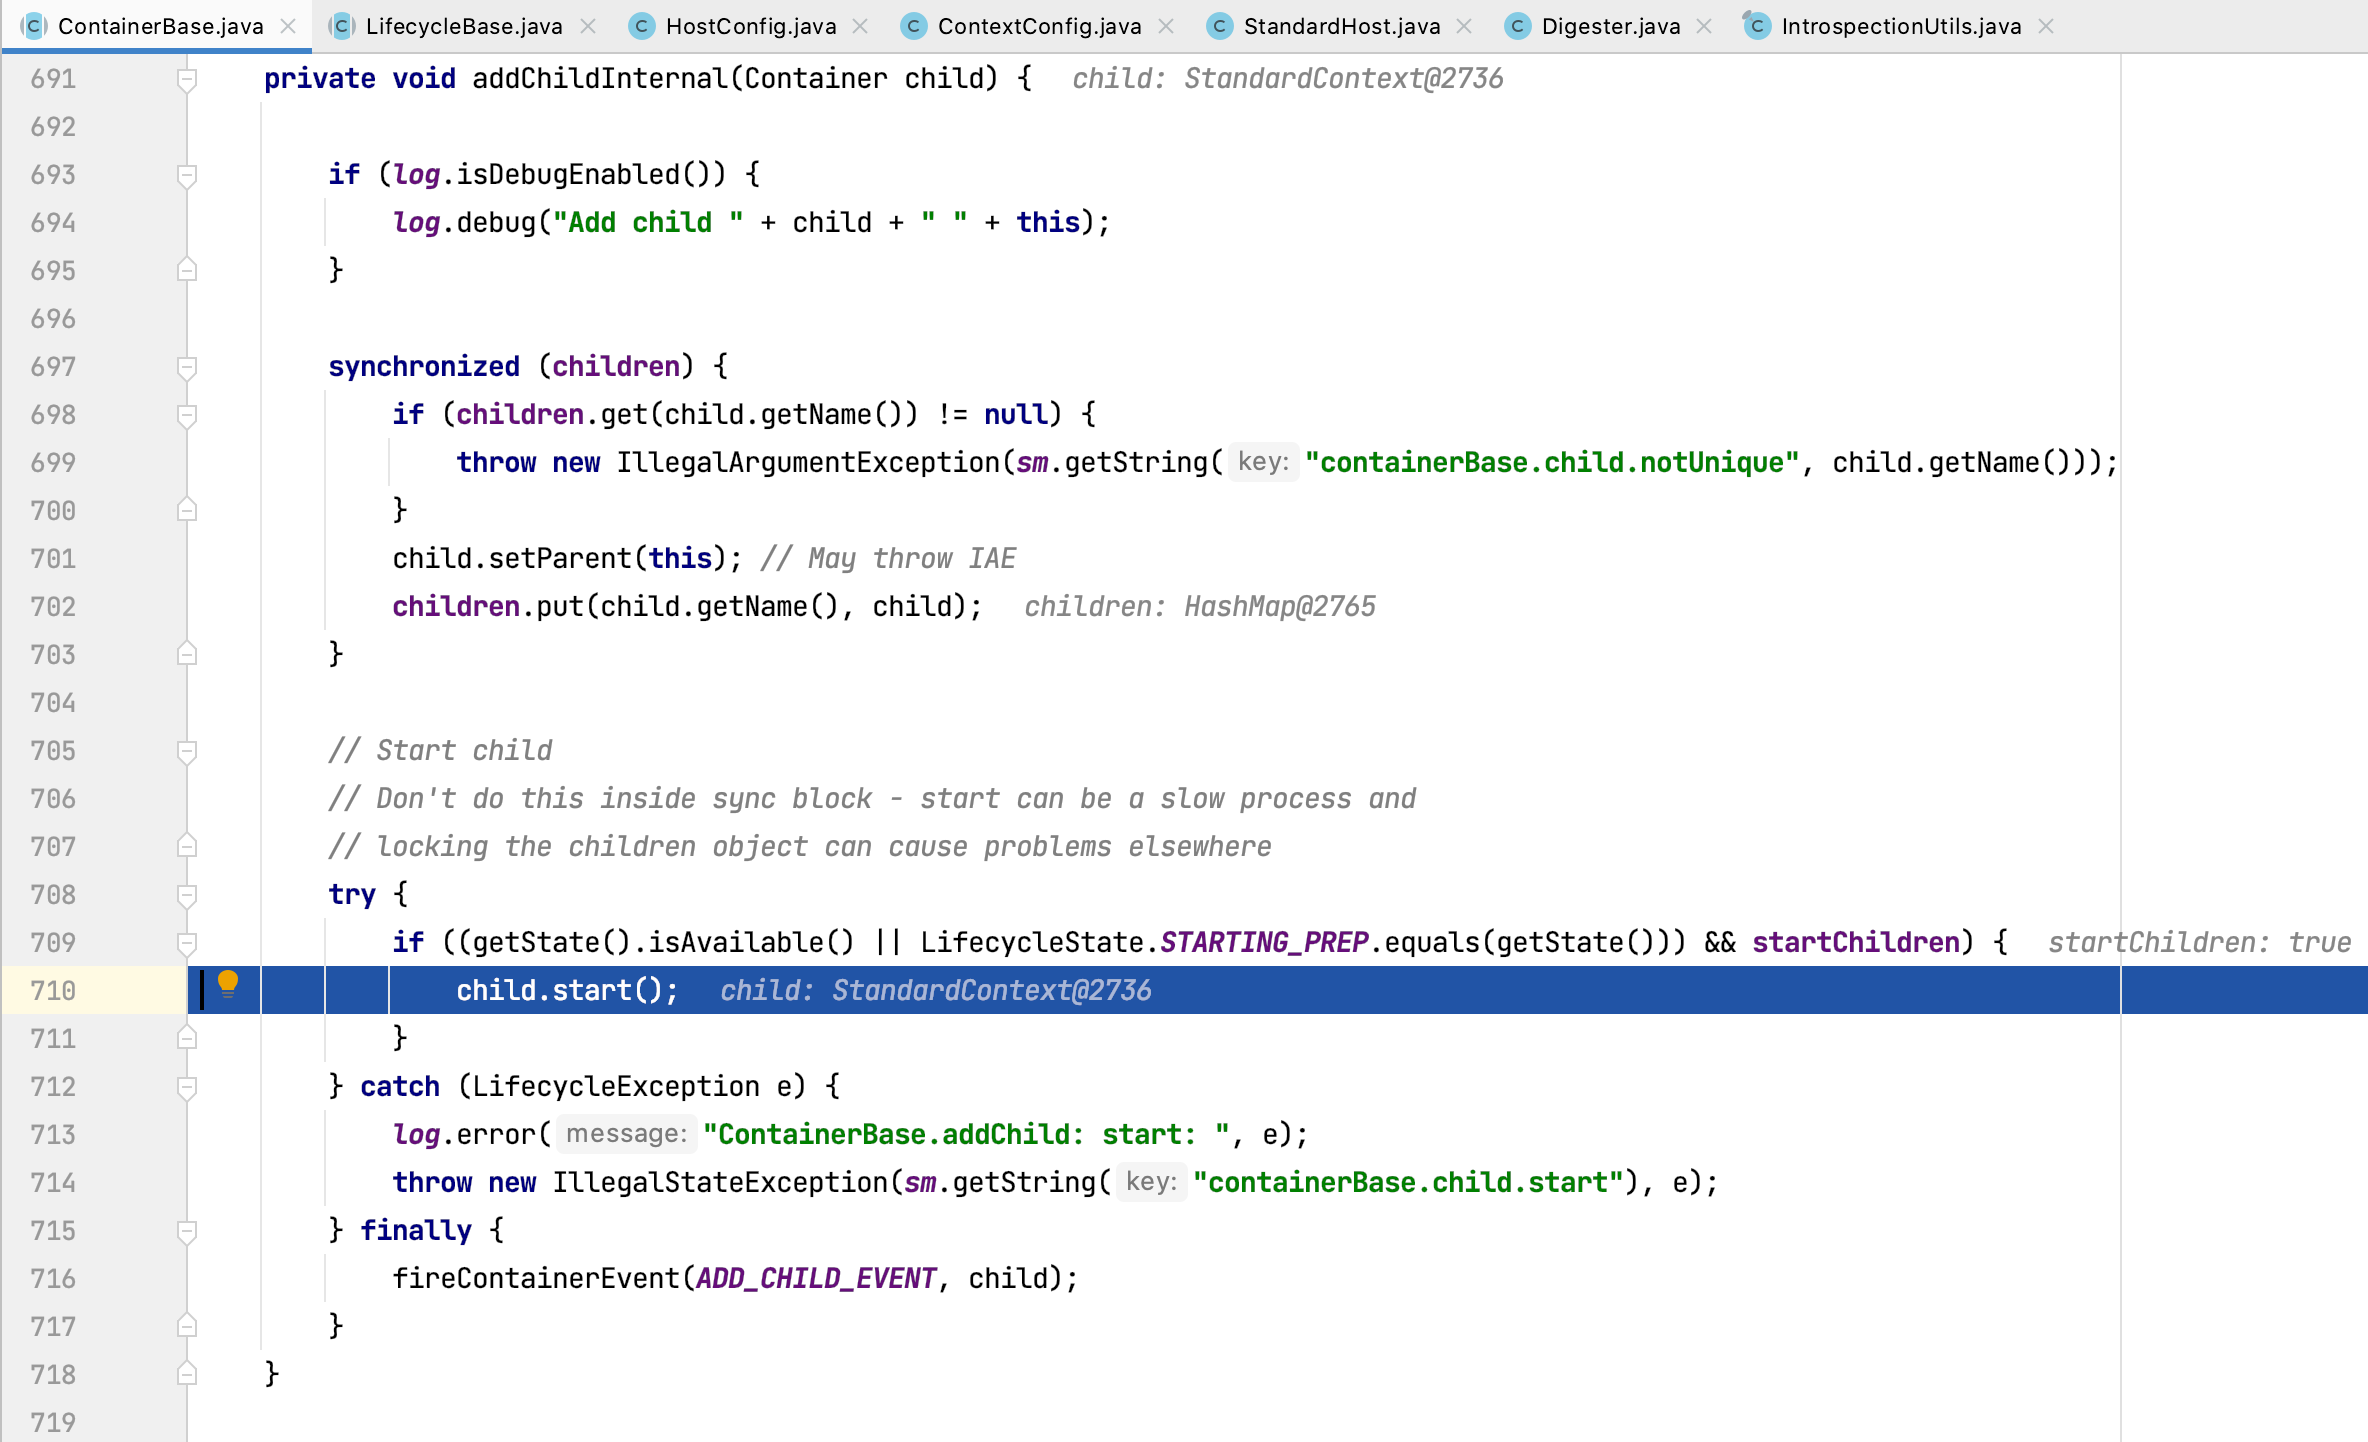 ContainerBase.java LifecycleBase.java HostConfig.java ContextConfig.java StandardHost.java Digester.java IntrospectionUtils.java
691 private void addChildInternal(Container child) { child: StandardContext@2736
692
693 if (log.isDebugEnabled()) {
694 log.debug("Add child " + child + " " + this);
695 }
696
697 synchronized (children) {
698 if (children.get(child.getName()) != null) {
699 throw new IllegalArgumentException(sm.getString( key: "containerBase.child.notUnique", child.getName()));
700 }
701 child.setParent(this); // May throw IAE
702 children.put(child.getName(), child); children: HashMap@2765
703 }
704
705 // Start child
706 // Don't do this inside sync block - start can be a slow process and
707 // locking the children object can cause problems elsewhere
708 try {
709 if ((getState().isAvailable() || LifecycleState.STARTING_PREP.equals(getState())) && startChildren) { startChildren: true
710 child.start(); child: StandardContext@2736
711 }
712 } catch (LifecycleException e) {
713 log.error( message: "ContainerBase.addChild: start: ", e);
714 throw new IllegalStateException(sm.getString( key: "containerBase.child.start"), e);
715 } finally {
716 fireContainerEvent(ADD_CHILD_EVENT, child);
717 }
718 }
719